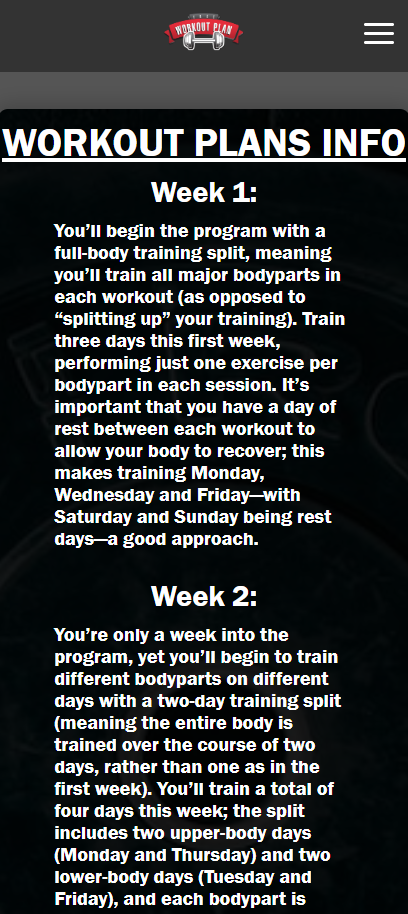 WORKOUT PLAN
WORKOUT PLANS INFO
Week 1:
You’ll begin the program with a
full-body training split, meaning
you’ll train all major bodyparts in
each workout (as opposed to
“splitting up” your training). Train
three days this first week,
performing just one exercise per
bodypart in each session. It’s
important that you have a day of
rest between each workout to
allow your body to recover; this
makes training Monday,
Wednesday and Friday—with
Saturday and Sunday being rest
days—a good approach.
Week 2:
You’re only a week into the
program, yet you’ll begin to train
different bodyparts on different
days with a two-day training split
(meaning the entire body is
trained over the course of two
days, rather than one as in the
first week). You’ll train a total of
four days this week; the split
includes two upper-body days
(Monday and Thursday) and two
lower-body days (Tuesday and
Friday), and each bodypart is